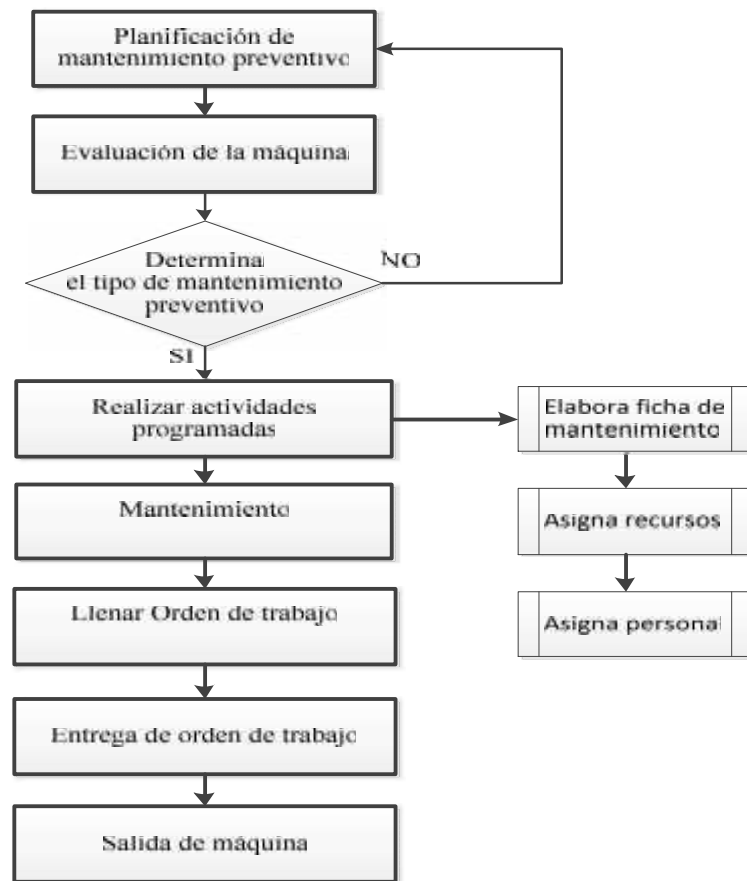 Planificación de
mantenimiento preventivo
Evaluación de la máquina
Determina
el tipo de mantenimiento
preventivo
NO
SI
Realizar actividades
programadas
Elabora ficha de
mantenimiento
Mantenimiento
Asigna recursos
Llenar Orden de trabajo
Asigna personal
Entrega de orden de trabajo
Salida de máquina